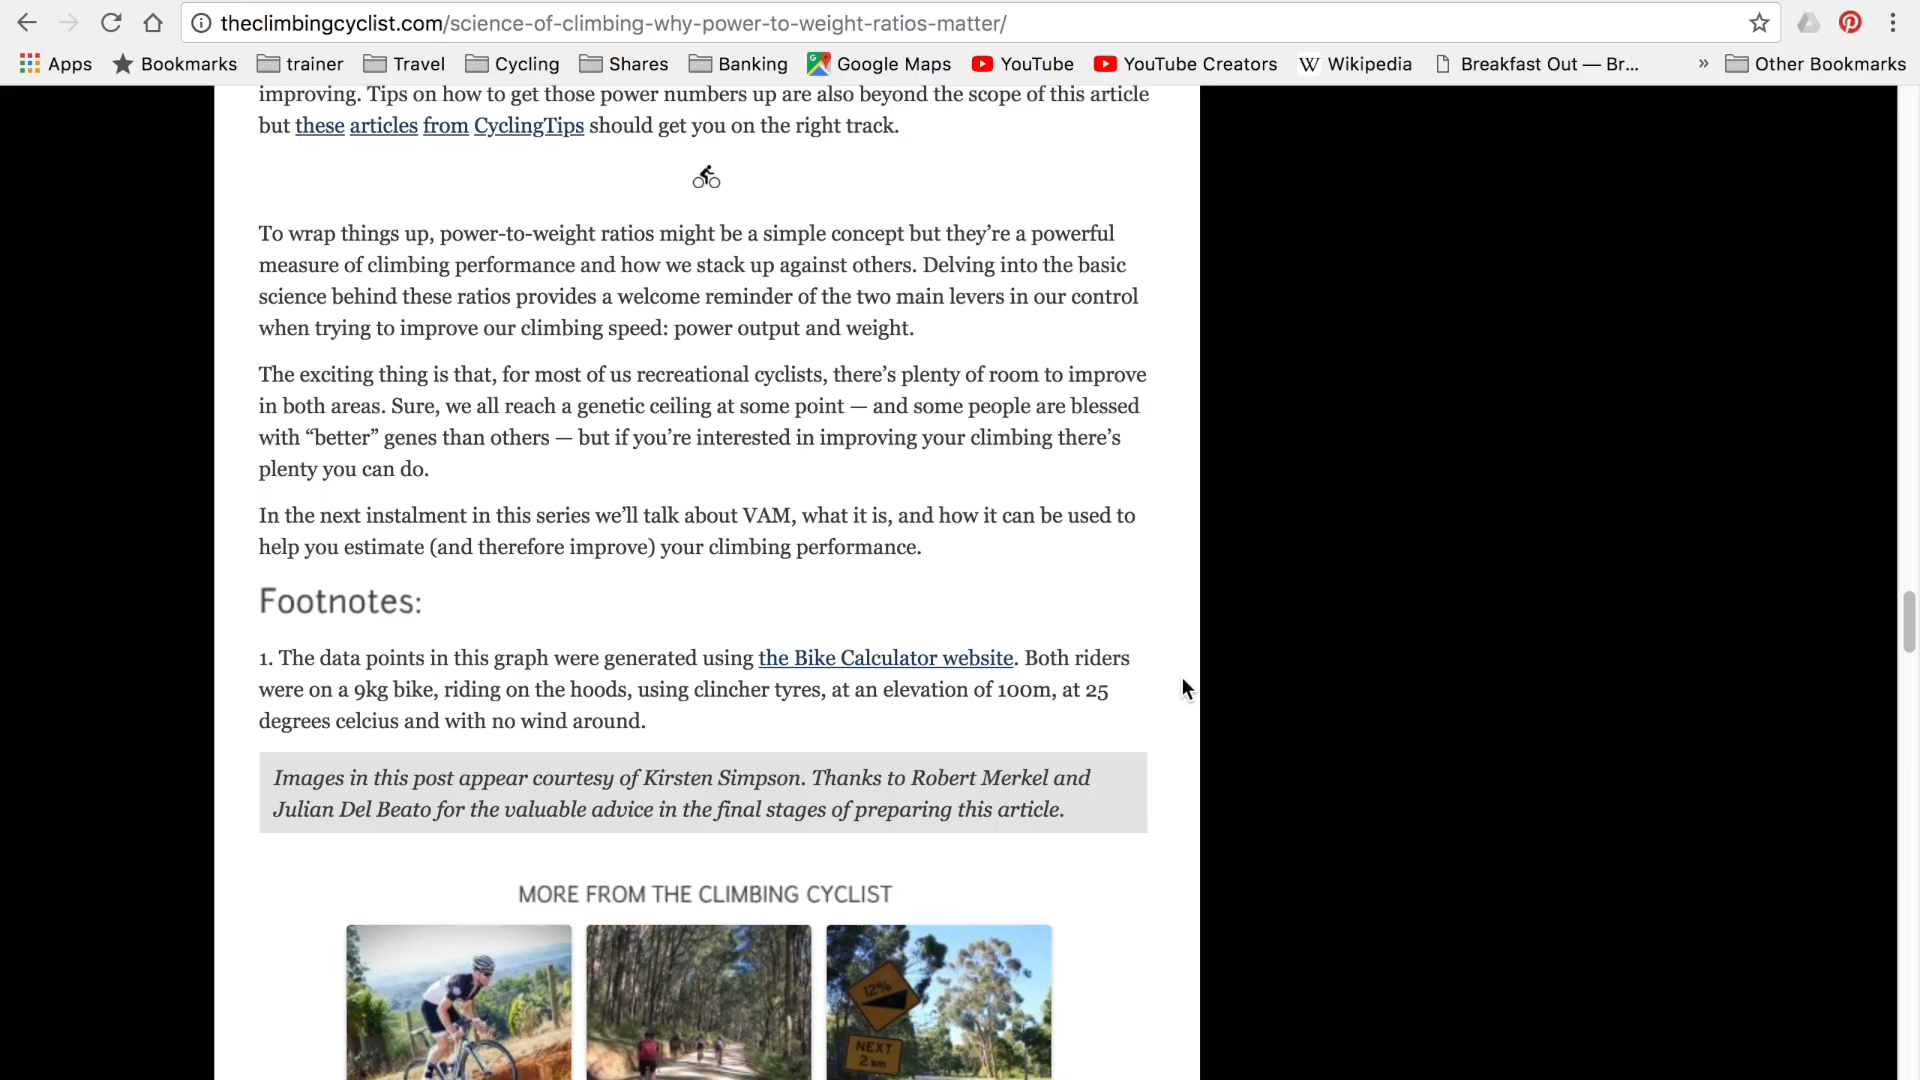 theclimbingcyclist.com/science-of-climbing-why-power-to-weight-ratios-matter/
Apps Bookmarks trainer Travel Cycling Shares Banking Google Maps YouTube YouTube Creators W Wikipedia Breakfast Out — Br... » Other Bookmarks
improving. Tips on how to get those power numbers up are also beyond the scope of this article
but these articles from CyclingTips should get you on the right track.
To wrap things up, power-to-weight ratios might be a simple concept but they’re a powerful
measure of climbing performance and how we stack up against others. Delving into the basic
science behind these ratios provides a welcome reminder of the two main levers in our control
when trying to improve our climbing speed: power output and weight.
The exciting thing is that, for most of us recreational cyclists, there’s plenty of room to improve
in both areas. Sure, we all reach a genetic ceiling at some point — and some people are blessed
with “better” genes than others — but if you’re interested in improving your climbing there’s
plenty you can do.
In the next instalment in this series we’ll talk about VAM, what it is, and how it can be used to
help you estimate (and therefore improve) your climbing performance.
Footnotes:
1. The data points in this graph were generated using the Bike Calculator website. Both riders
were on a 9kg bike, riding on the hoods, using clincher tyres, at an elevation of 100m, at 25
degrees celcius and with no wind around.
Images in this post appear courtesy of Kirsten Simpson. Thanks to Robert Merkel and
Julian Del Beato for the valuable advice in the final stages of preparing this article.
MORE FROM THE CLIMBING CYCLIST
12%
NEXT
2 km